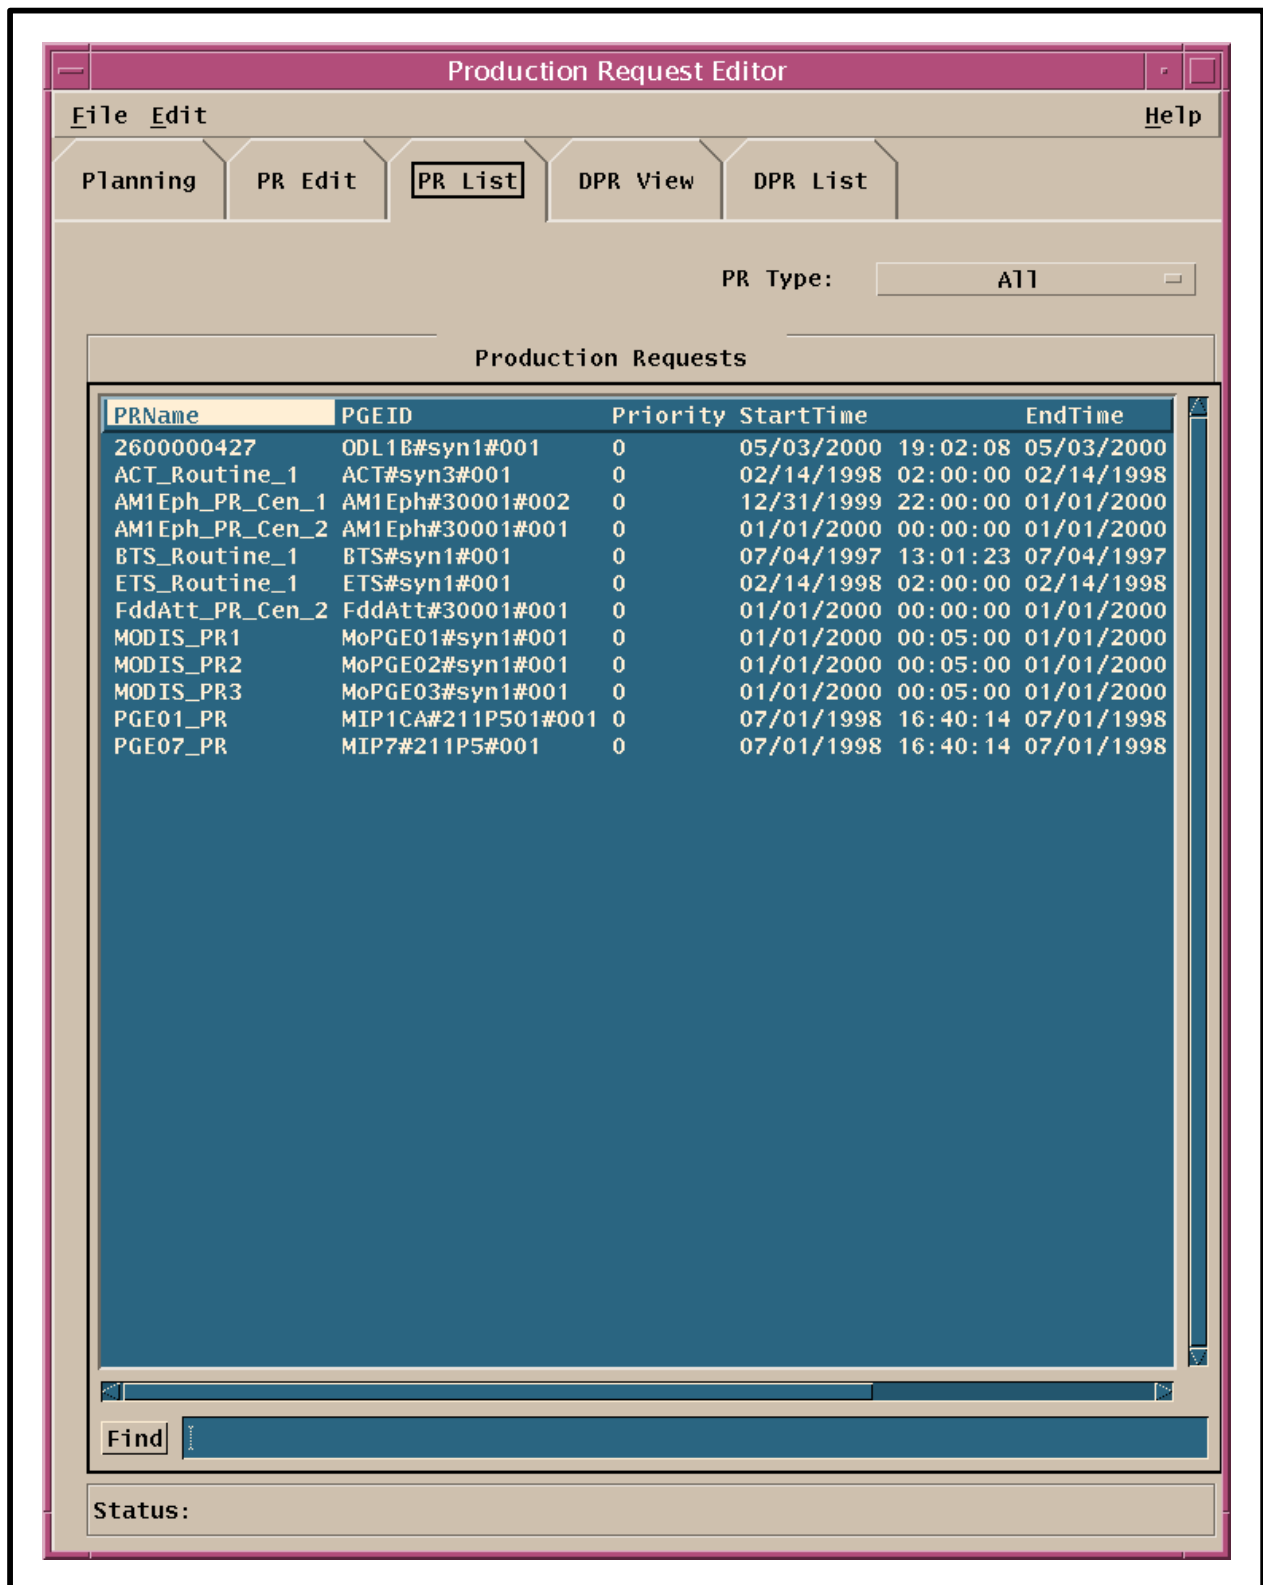 Production Request Editor
File Edit Help
Planning PR Edit PR List DPR View DPR List
PR Type: All
Production Requests
PRName PGEID Priority StartTime EndTime
2600000427 ODL1B#syn1#001 0 05/03/2000 19:02:08 05/03/2000
ACT_Routine_1 ACT#syn3#001 0 02/14/1998 02:00:00 02/14/1998
AM1Eph_PR_Cen_1 AM1Eph#30001#002 0 12/31/1999 22:00:00 01/01/2000
AM1Eph_PR_Cen_2 AM1Eph#30001#001 0 01/01/2000 00:00:00 01/01/2000
BTS_Routine_1 BTS#syn1#001 0 07/04/1997 13:01:23 07/04/1997
ETS_Routine_1 ETS#syn1#001 0 02/14/1998 02:00:00 02/14/1998
FddAtt_PR_Cen_2 FddAtt#30001#001 0 01/01/2000 00:00:00 01/01/2000
MODIS_PR1 MoPGE01#syn1#001 0 01/01/2000 00:05:00 01/01/2000
MODIS_PR2 MoPGE02#syn1#001 0 01/01/2000 00:05:00 01/01/2000
MODIS_PR3 MoPGE03#syn1#001 0 01/01/2000 00:05:00 01/01/2000
PGE01_PR MIP1CA#211P501#001 0 07/01/1998 16:40:14 07/01/1998
PGE07_PR MIP7#211P5#001 0 07/01/1998 16:40:14 07/01/1998
Find
Status: